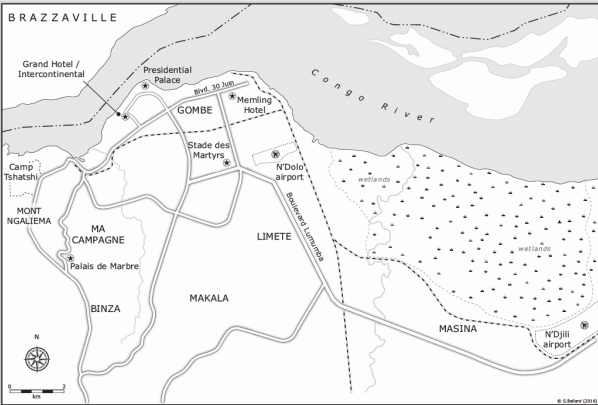 BRAZZAVILLE
Grand Hotel /
Intercontinental
Presidential
Palace
Blvd. 30 Juin
Memling
Hotel
GOMBE
Congo River
Stade des
Martyrs
N'Dolo
airport
wetlands
Camp
Tshatshi
MONT
NGALIEMA
MA
CAMPAGNE
LIMETE
Boulevard Lumumba
wetlands
Palais de Marbre
BINZA
MAKALA
MASINA
N'Djili
airport
N
0 2
km
© S.Ballard (2016)